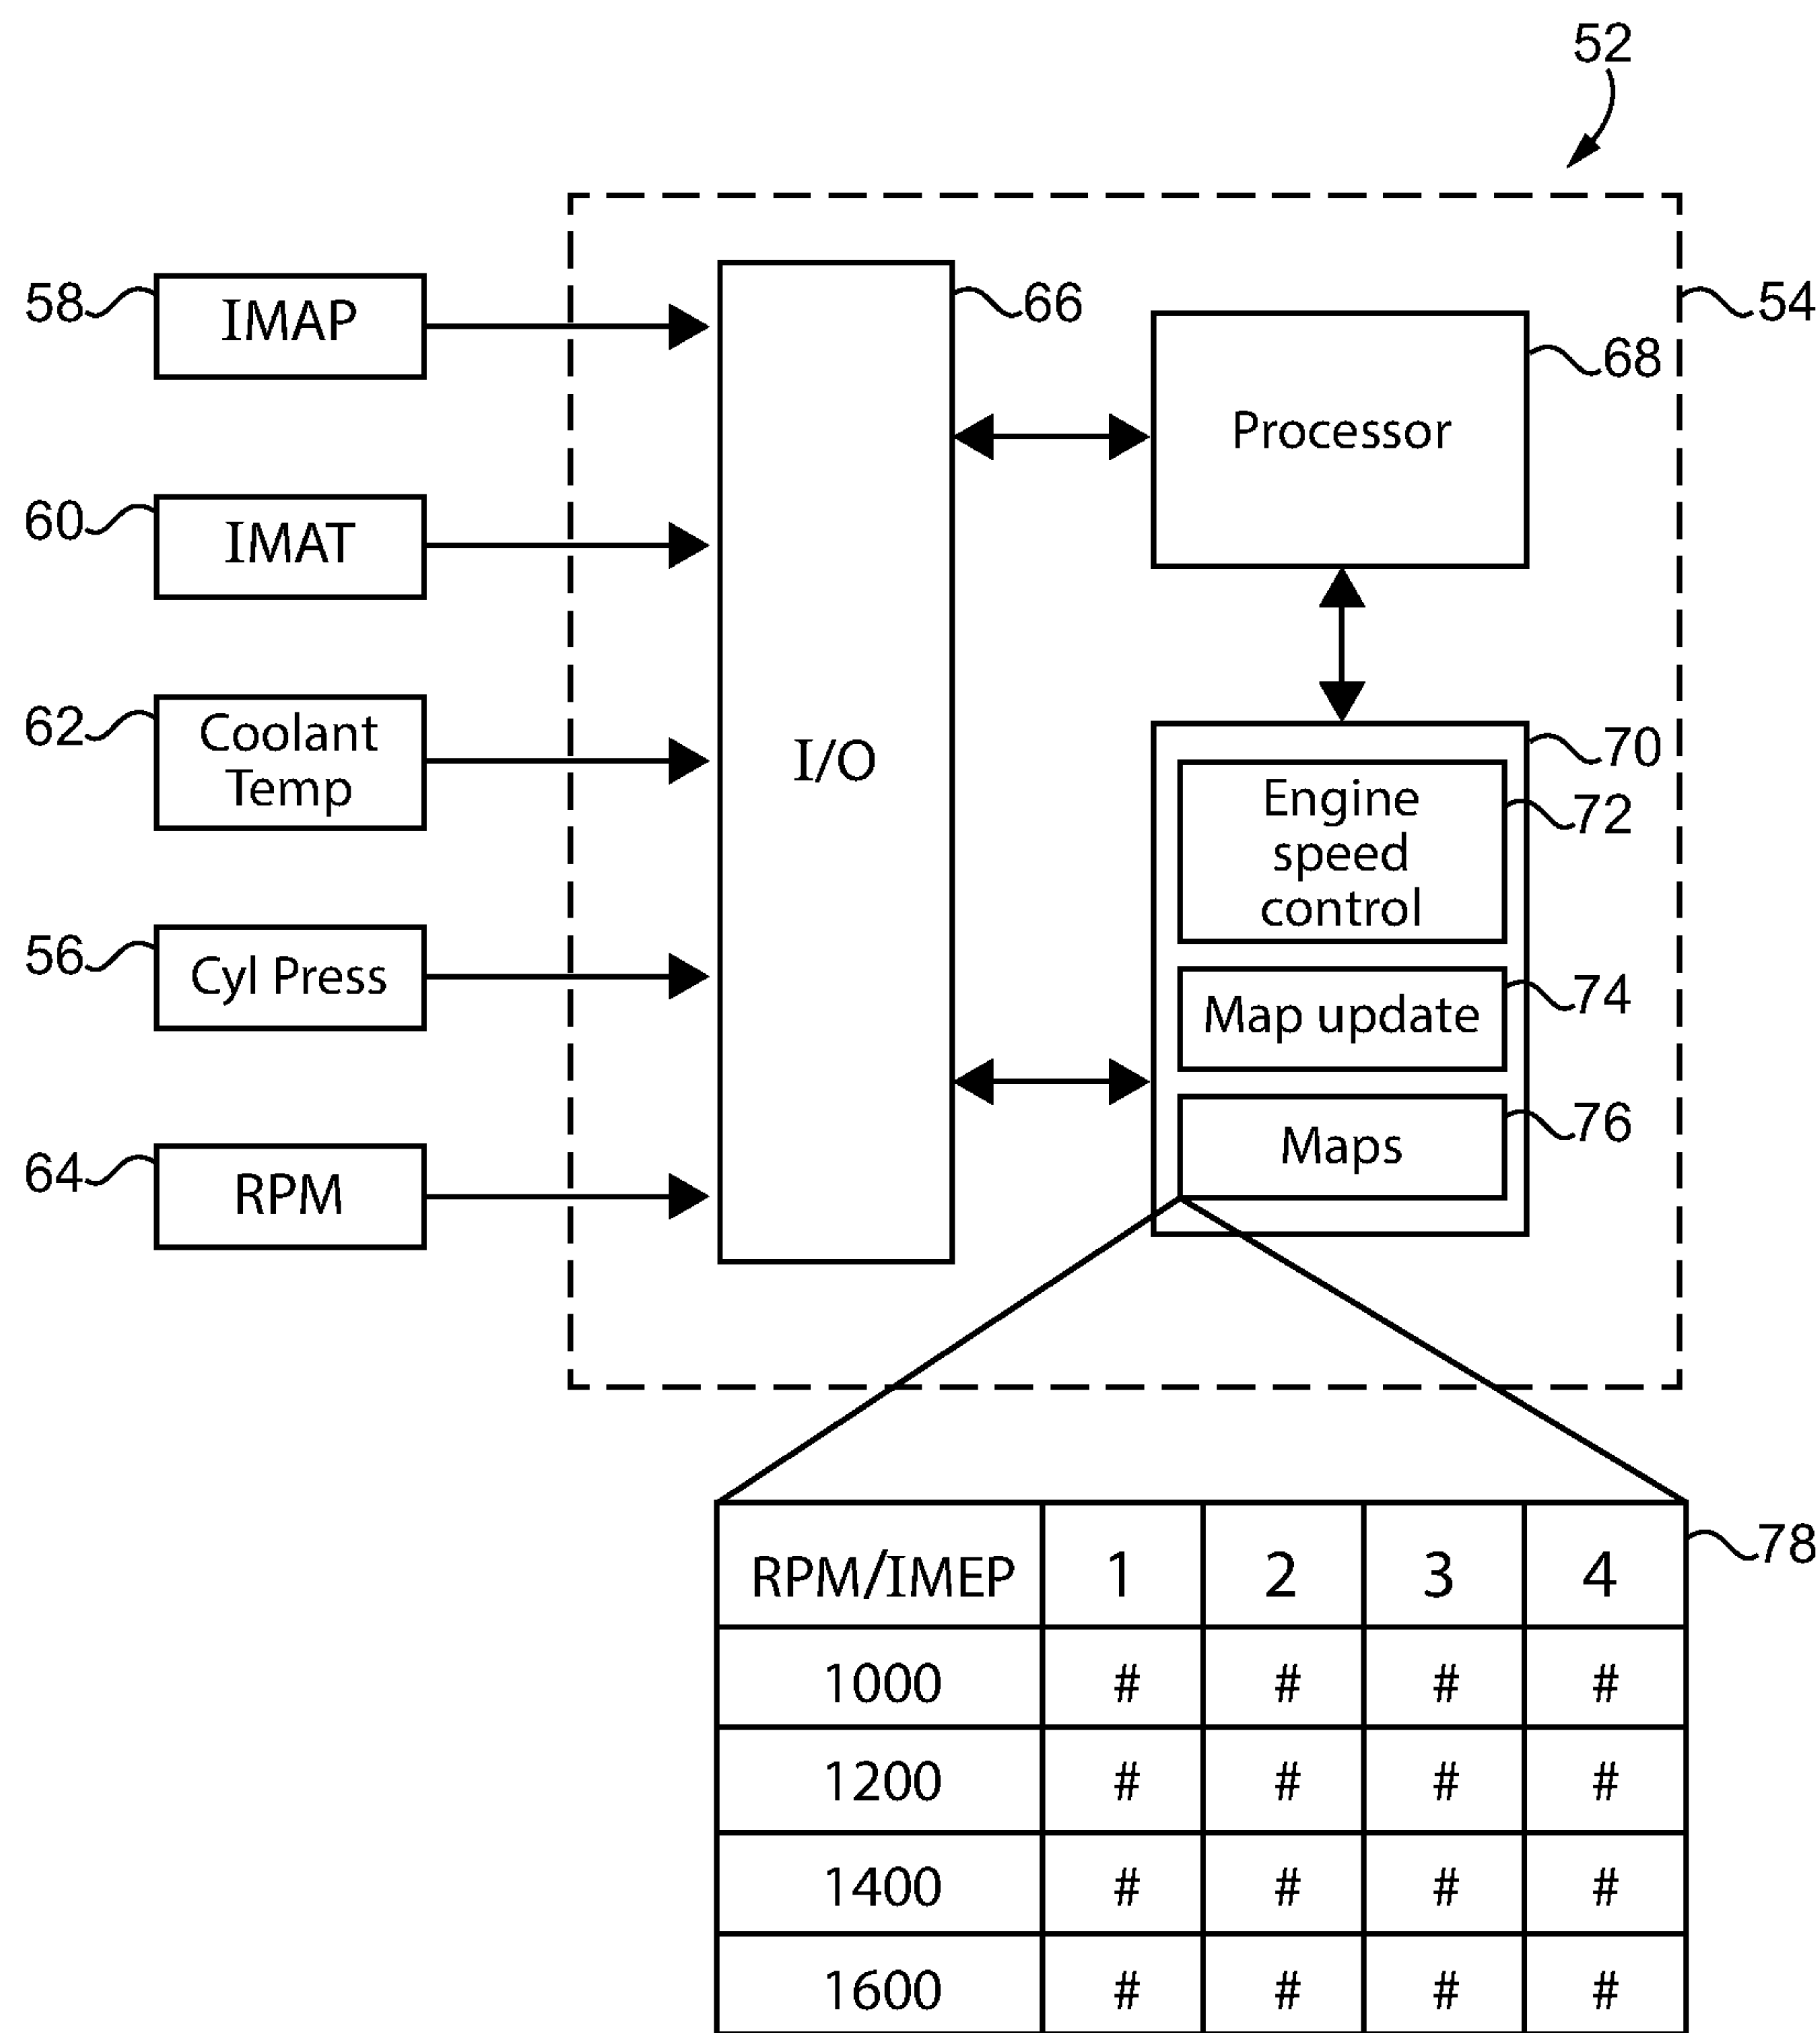 52
58
IMAP
66
54
68
Processor
60
IMAT
62
Coolant
Temp
I/O
70
Engine
speed
control
72
56
Cyl Press
74
Map update
76
Maps
64
RPM
78
RPM/IMEP 1 2 3 4
1000 # # # #
1200 # # # #
1400 # # # #
1600 # # # #